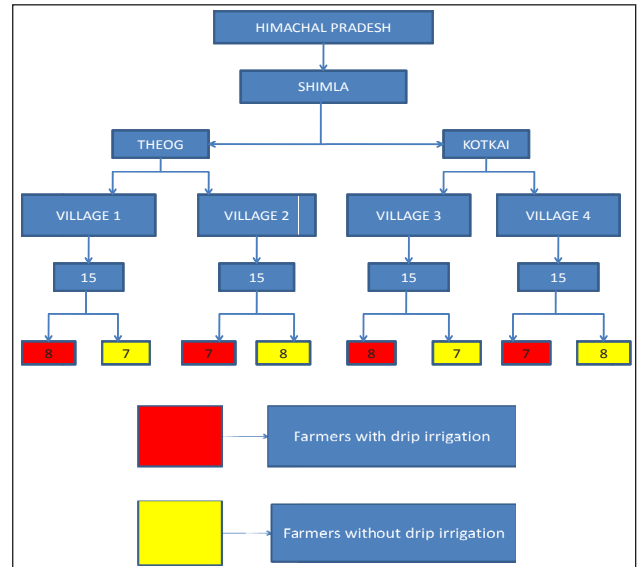 HIMACHAL PRADESH
SHIMLA
THEOG
KOTKAI
VILLAGE 1
VILLAGE 2
VILLAGE 3
VILLAGE 4
15
15
15
15
8
7
7
8
8
7
7
8
Farmers with drip irrigation
Farmers without drip irrigation